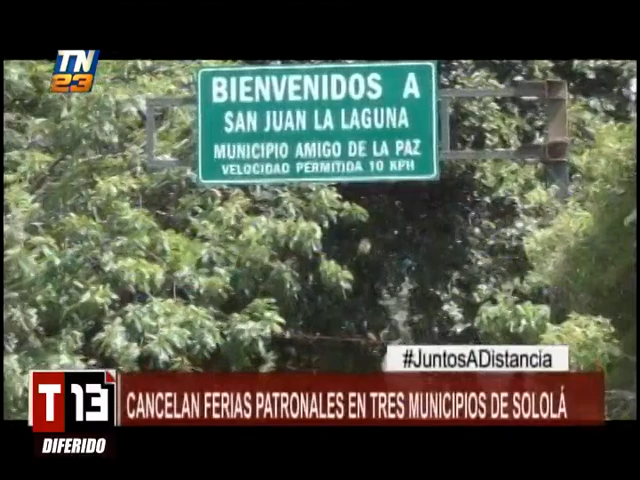 TN
23
BIENVENIDOS A
SAN JUAN LA LAGUNA
MUNICIPIO AMIGO DE LA PAZ
VELOCIDAD PERMITIDA 10 KPH
#JuntosADistancia
T13
CANCELAN FERIAS PATRONALES EN TRES MUNICIPIOS DE SOLOLÁ
DIFERIDO